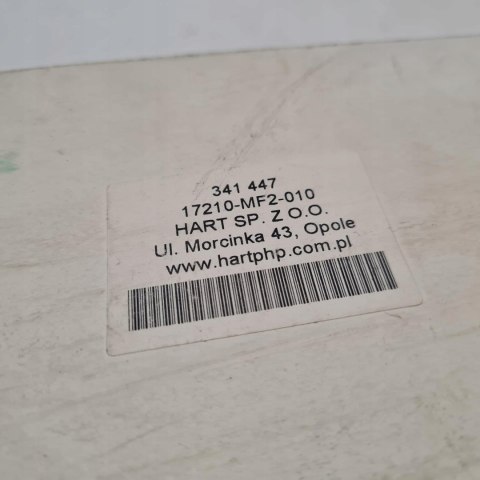 341 447
17210-MF2-010
HART SP. Z O.O.
Ul. Morcinka 43, Opole
www.hartphp.com.pl